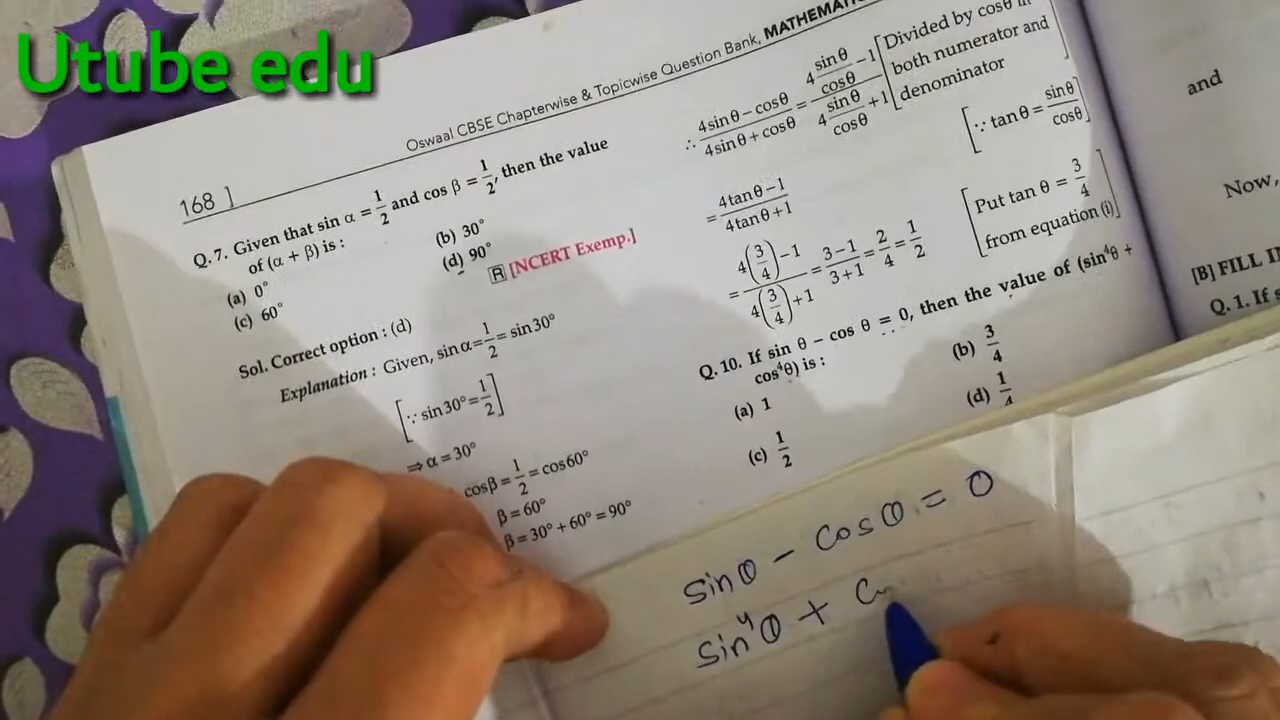 Utube edu
Oswaal CBSE Chapterwise & Topicwise Question Bank, MATHEMATI
168 ]
Q. 7. Given that sin α = 1/2 and cos β = 1/2, then the value
of (α + β) is :
(a) 0° (b) 30°
(c) 60° (d) 90°
R [NCERT Exemp.]
Sol. Correct option : (d)
Explanation : Given, sin α = 1/2 = sin 30°
[∵ sin 30° = 1/2]
⇒ α = 30°
cosβ = 1/2 = cos 60°
β = 60°
β = 30° + 60° = 90°
∴ (4sinθ − cosθ)/(4sinθ + cosθ) = (4 sinθ/cosθ − 1)/(4 sinθ/cosθ + 1) [Divided by cosθ in
both numerator and
denominator
[∵ tanθ = sinθ/cosθ]
= (4tanθ − 1)/(4tanθ + 1)
= (4(3/4) − 1)/(4(3/4) + 1) = (3 − 1)/(3 + 1) = 2/4 = 1/2 [Put tan θ = 3/4
from equation (i)]
Q. 10. If sin θ − cos θ = 0, then the value of (sin⁴θ +
cos⁴θ) is :
(a) 1 (b) 3/4
(c) 1/2 (d) 1/4
sinθ − cosθ = 0
sin⁴θ + C
and
Now,
[B] FILL I
Q. 1. If s